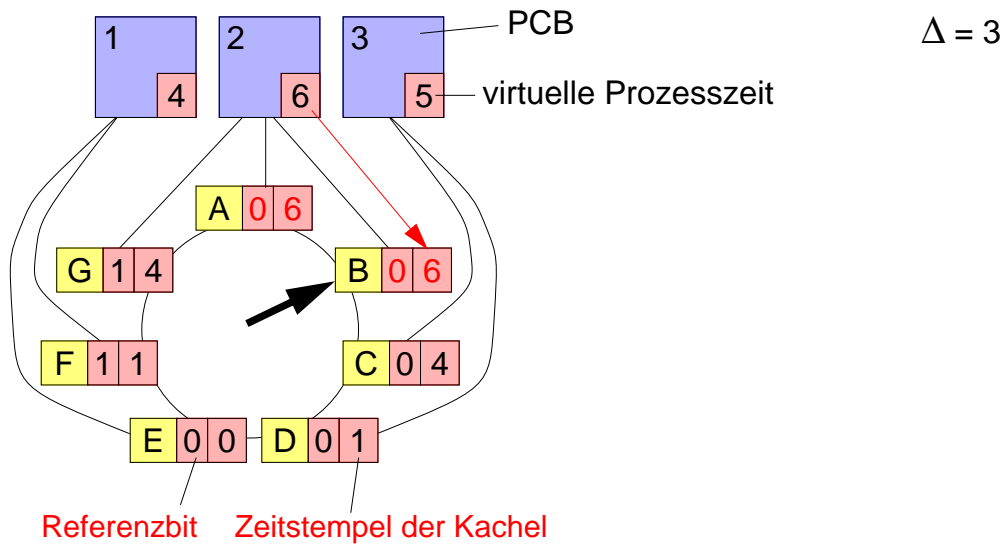 1 2 3 PCB Δ = 3
4 6 5 virtuelle Prozesszeit
A 0 6
G 1 4 B 0 6
F 1 1 C 0 4
E 0 0 D 0 1
Referenzbit Zeitstempel der Kachel